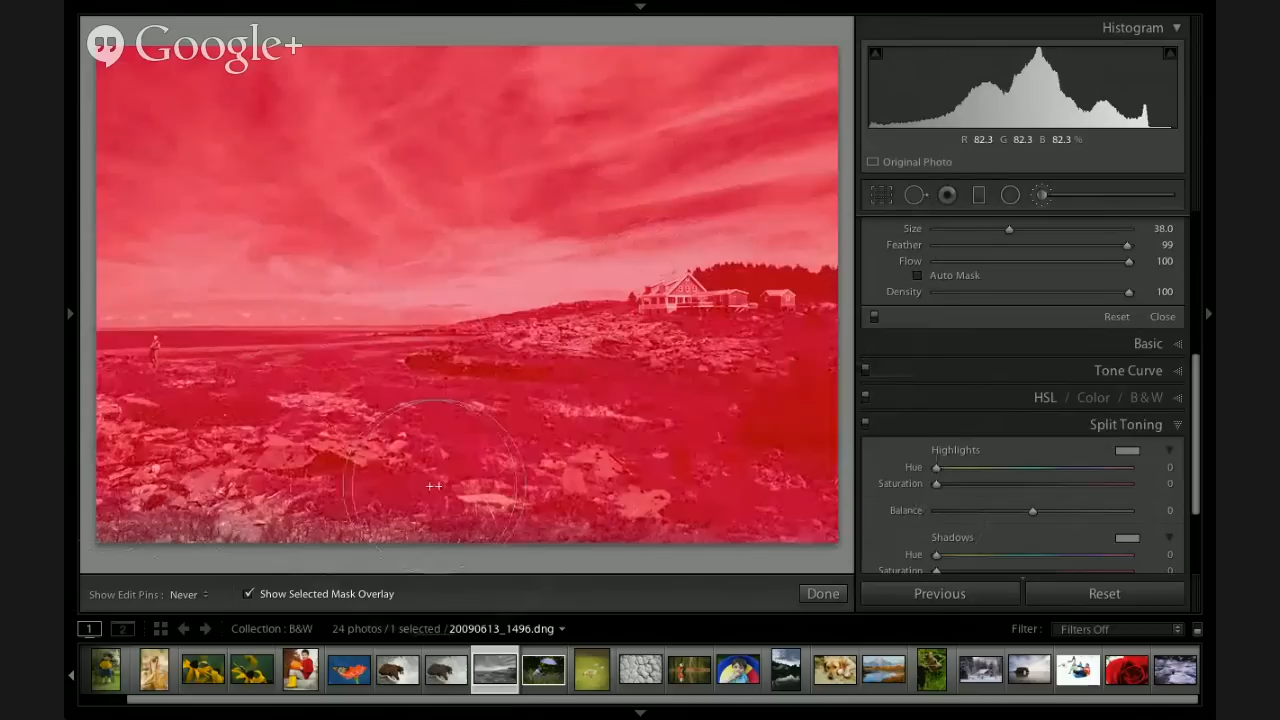 Google+
Histogram
R 82.3 G 82.3 B 82.3 %
Original Photo
Size 38.0
Feather 99
Flow 100
Auto Mask
Density 100
Reset Close
Basic
Tone Curve
HSL / Color / B&W
Split Toning
Highlights
Hue 0
Saturation 0
Balance 0
Shadows
Hue 0
Saturation 0
Show Edit Pins : Never
Show Selected Mask Overlay
Done
Previous
Reset
1
2
Collection : B&W
24 photos / 1 selected / 20090613_1496.dng
Filter : Filters Off